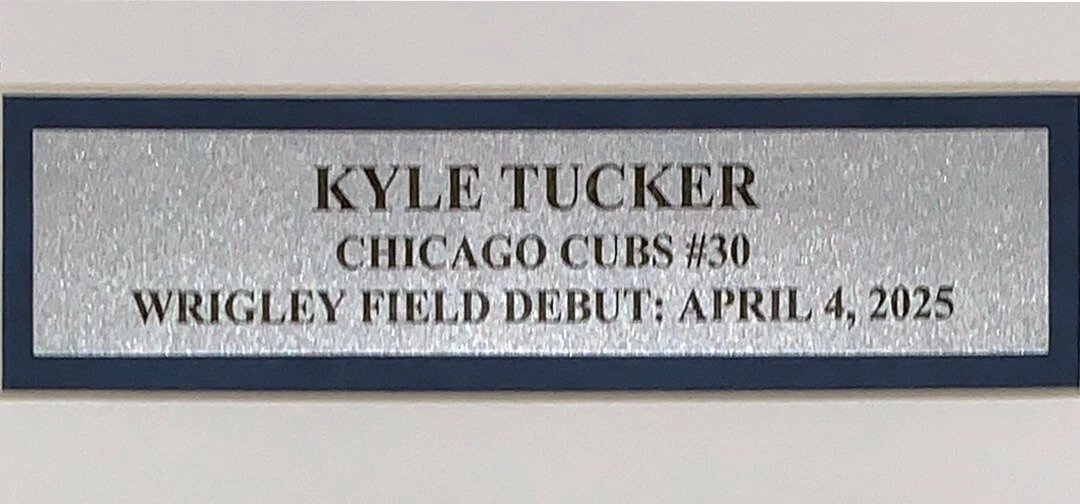 KYLE TUCKER
CHICAGO CUBS #30
WRIGLEY FIELD DEBUT: APRIL 4, 2025